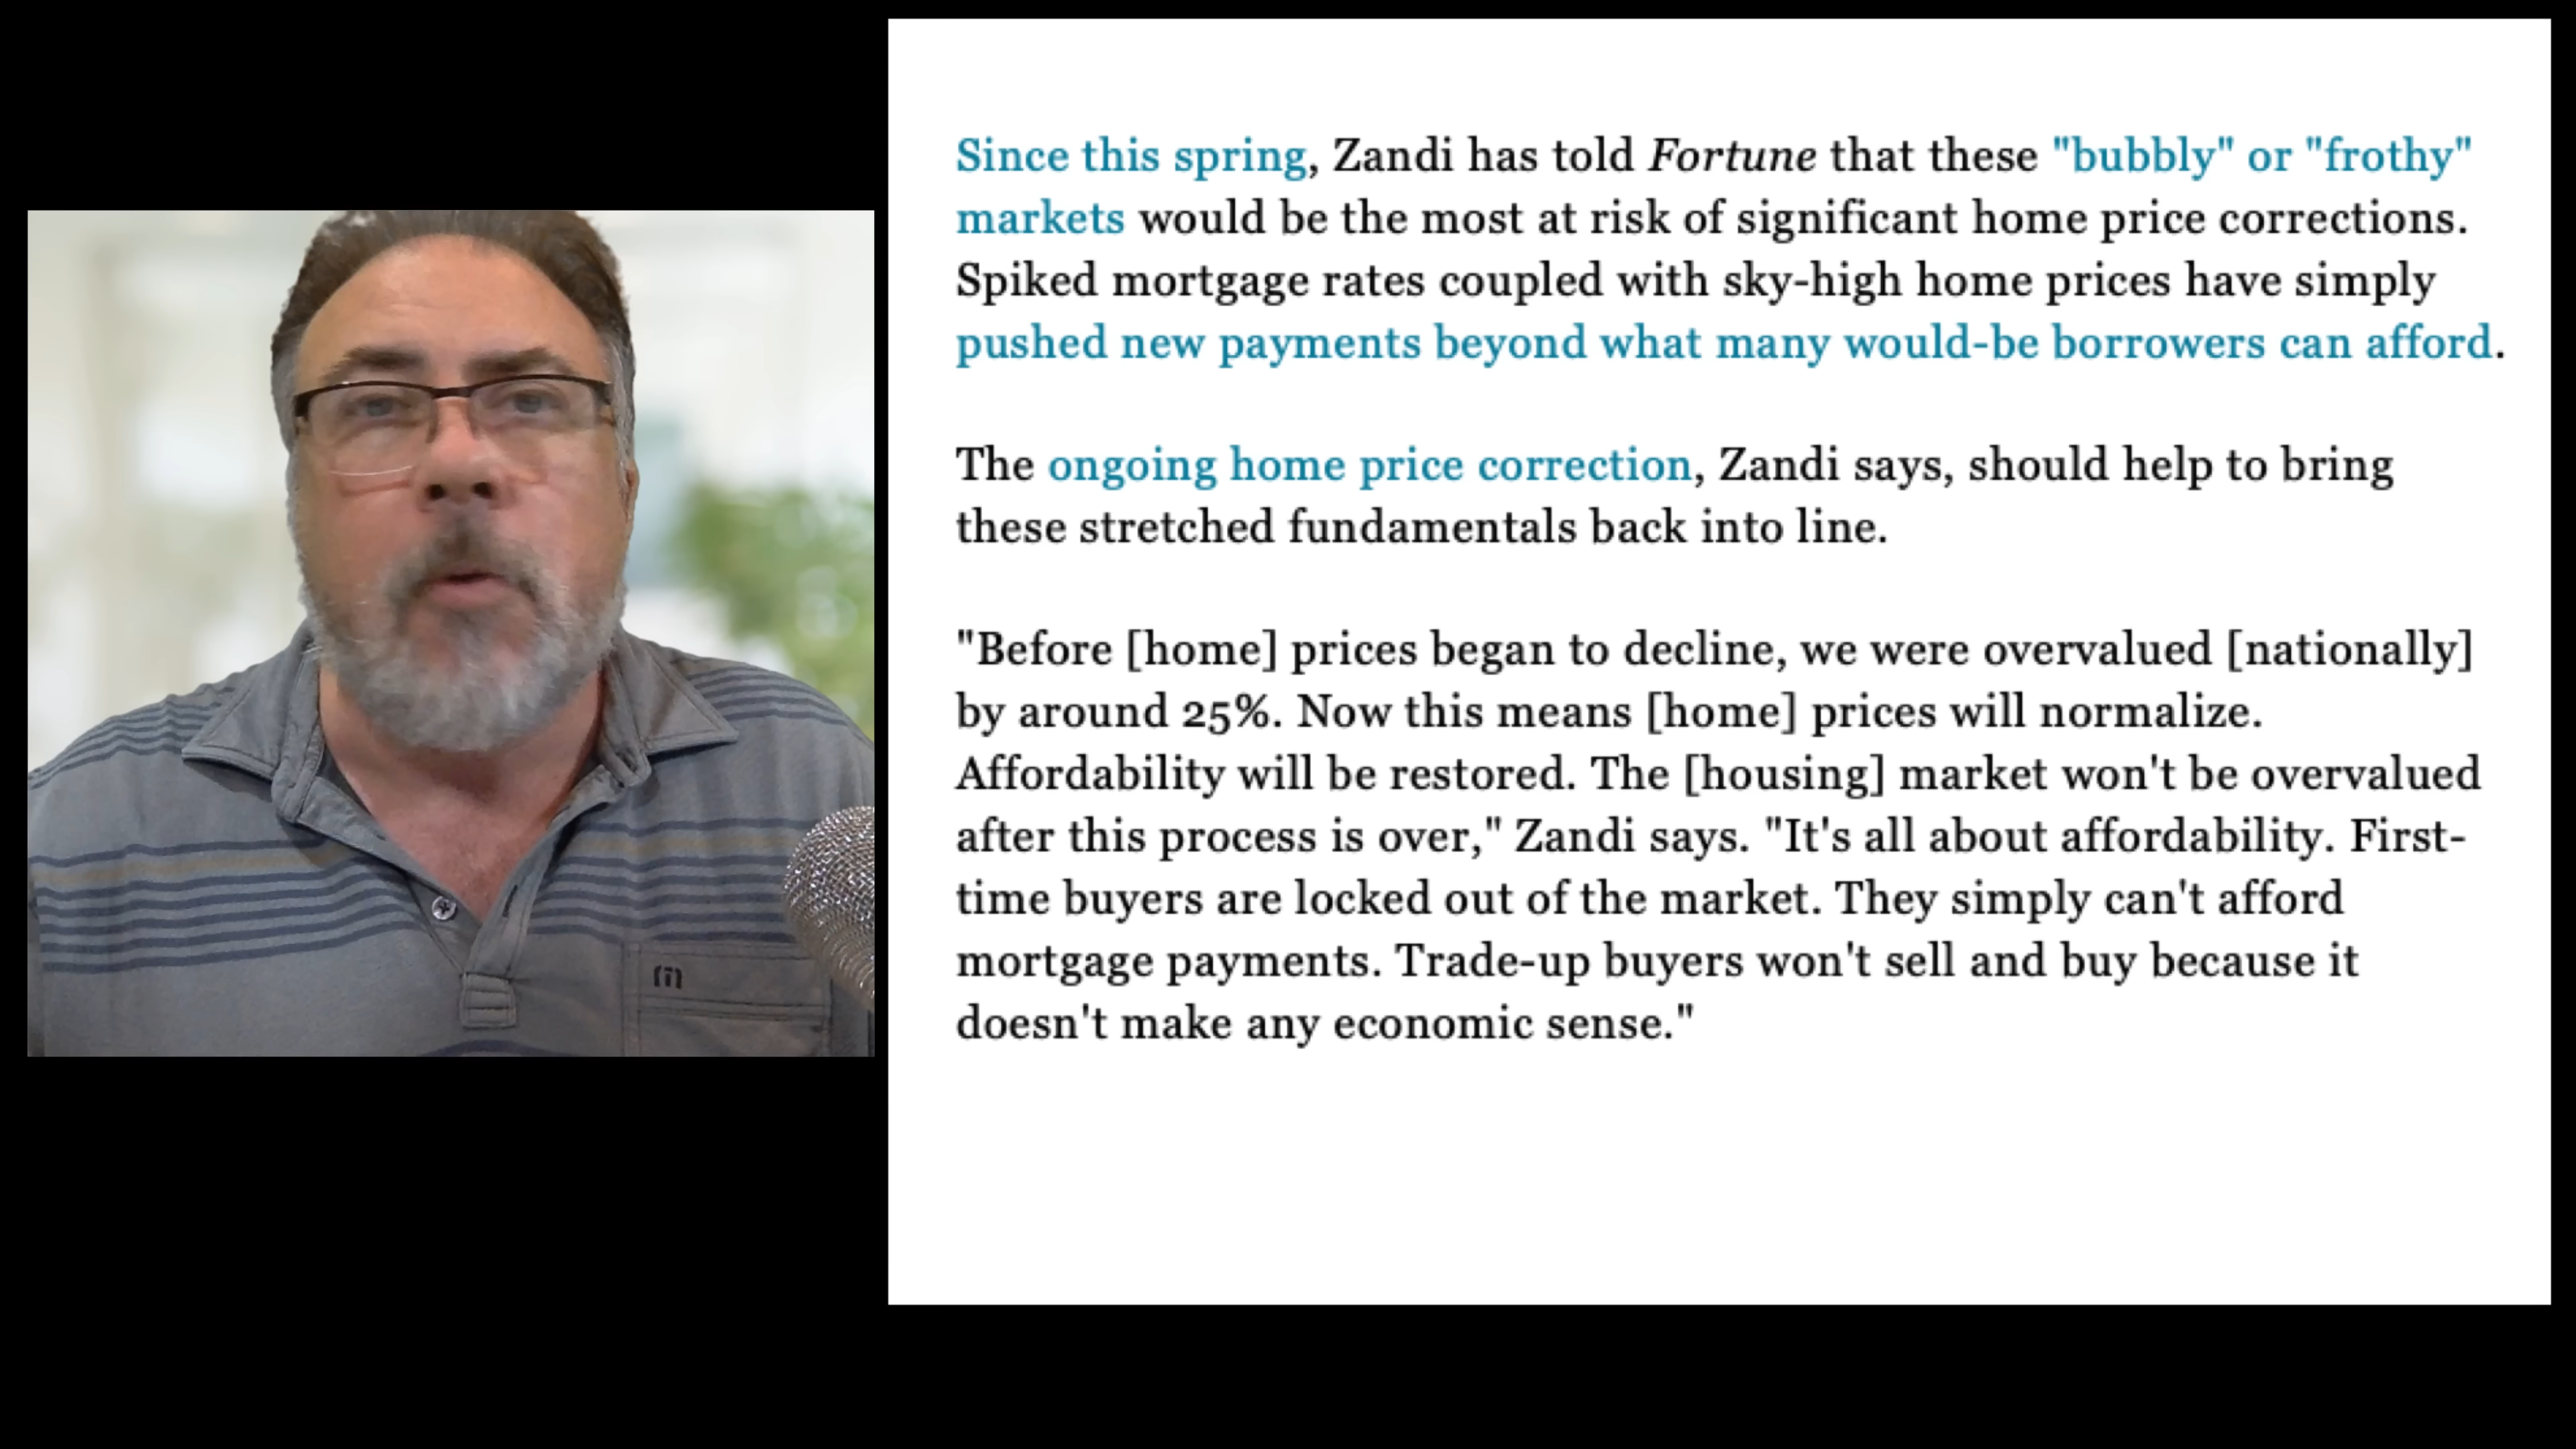 Since this spring, Zandi has told Fortune that these "bubbly" or "frothy"
markets would be the most at risk of significant home price corrections.
Spiked mortgage rates coupled with sky-high home prices have simply
pushed new payments beyond what many would-be borrowers can afford.
The ongoing home price correction, Zandi says, should help to bring
these stretched fundamentals back into line.
"Before [home] prices began to decline, we were overvalued [nationally]
by around 25%. Now this means [home] prices will normalize.
Affordability will be restored. The [housing] market won't be overvalued
after this process is over," Zandi says. "It's all about affordability. First-
time buyers are locked out of the market. They simply can't afford
mortgage payments. Trade-up buyers won't sell and buy because it
doesn't make any economic sense."